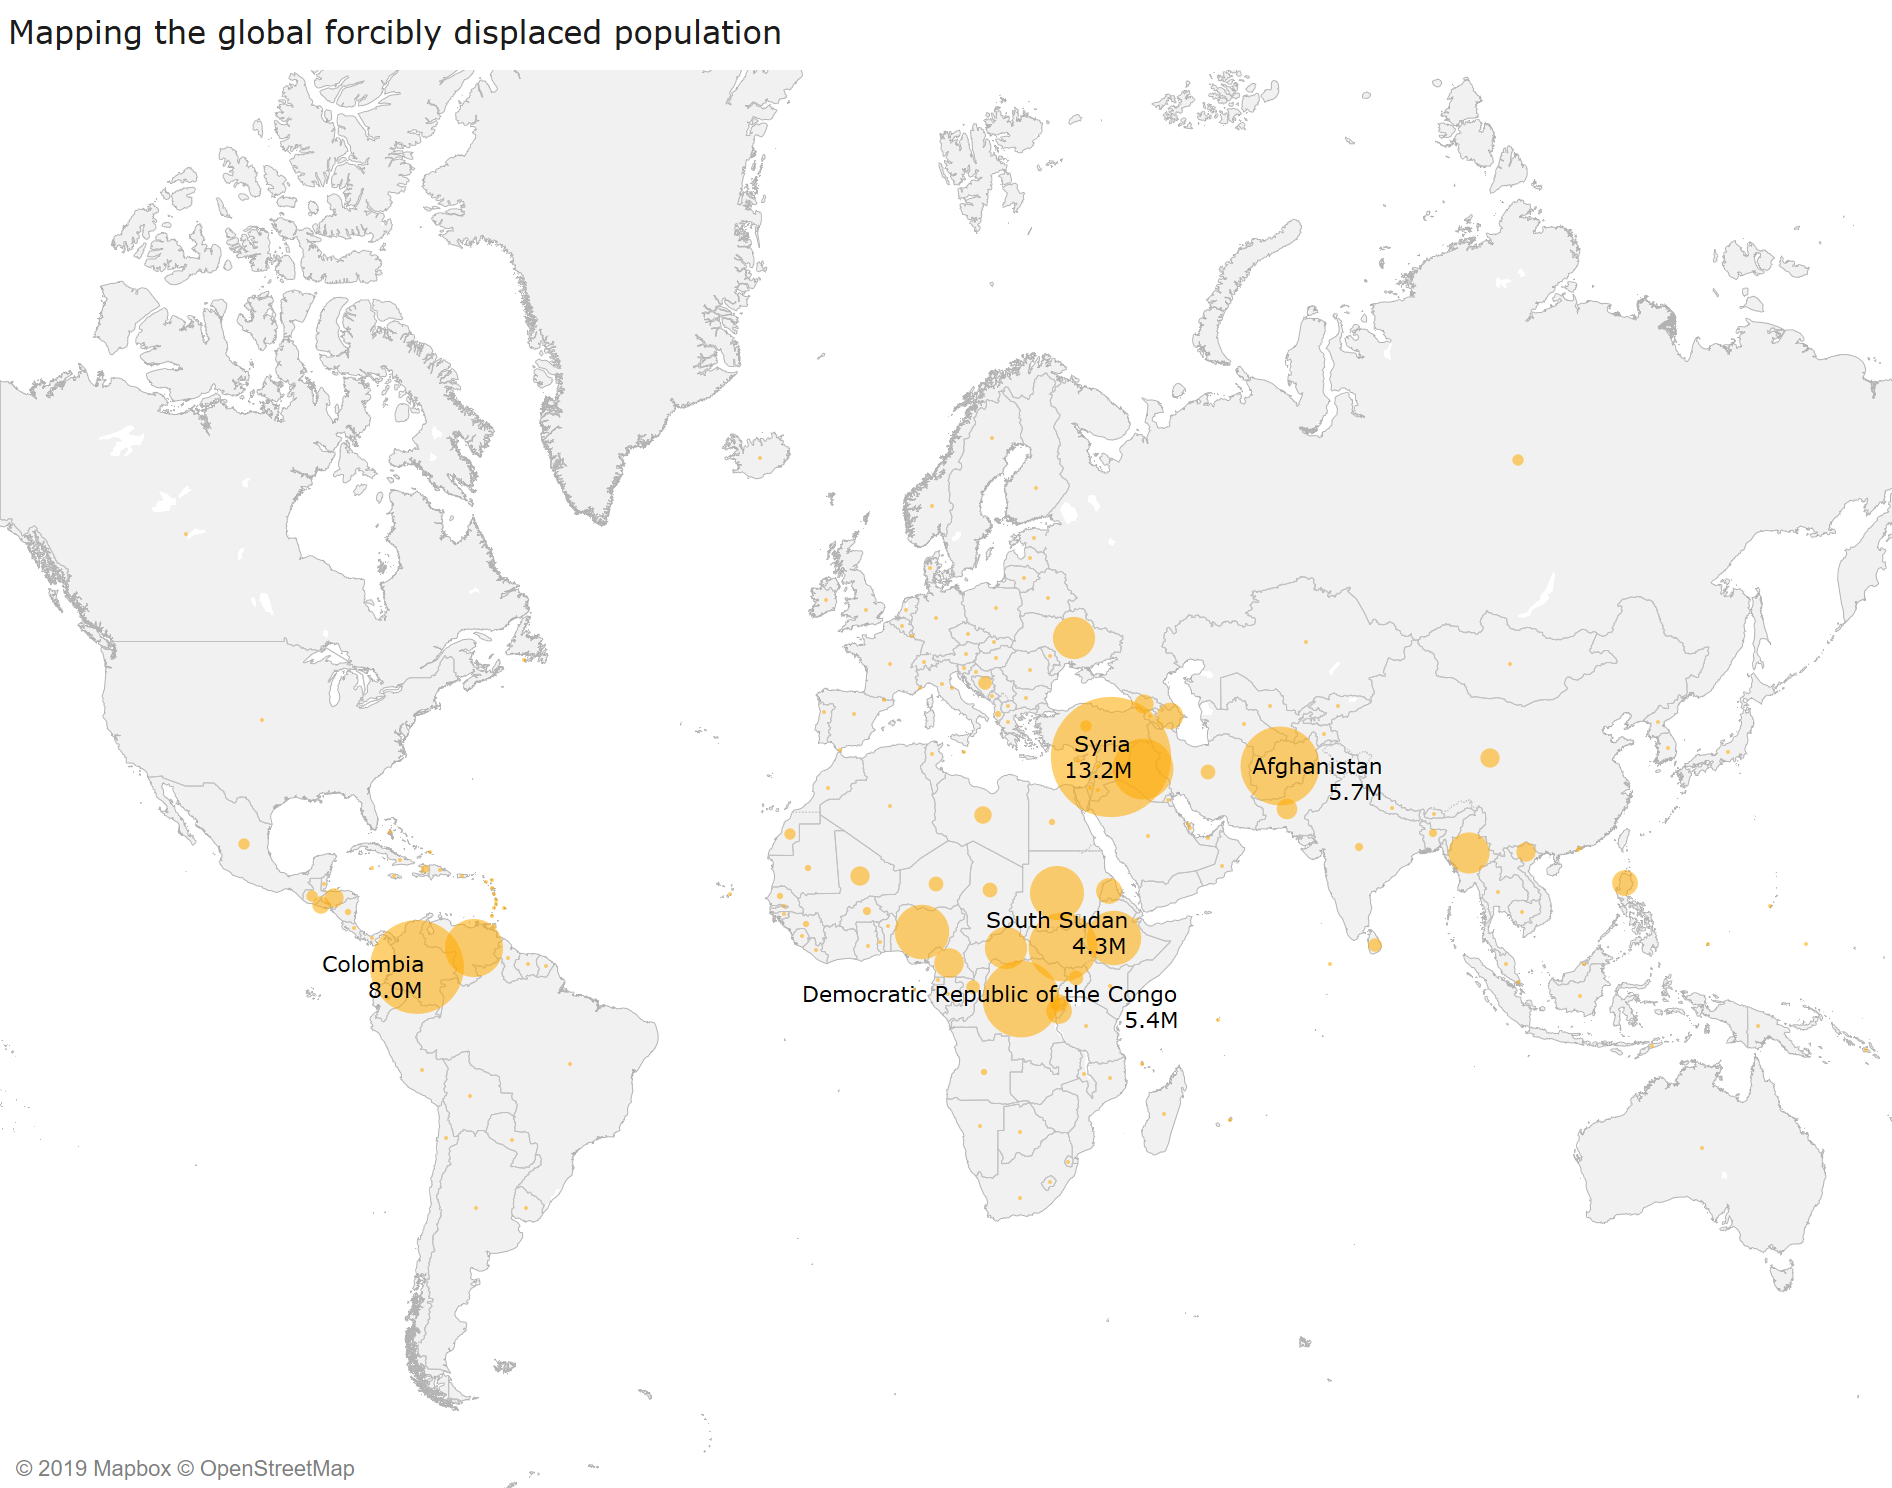 Mapping the global forcibly displaced population
Syria
13.2M
Afghanistan
5.7M
South Sudan
4.3M
Colombia
8.0M
Democratic Republic of the Congo
5.4M
© 2019 Mapbox © OpenStreetMap